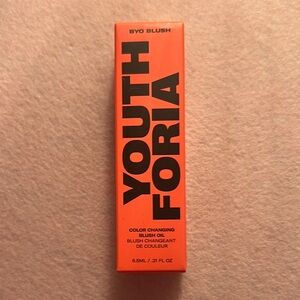 BYO BLUSH
YOUTH
FORIA
COLOR CHANGING
BLUSH OIL
BLUSH CHANGEANT
DE COULEUR
6.5ML / .21 FL OZ